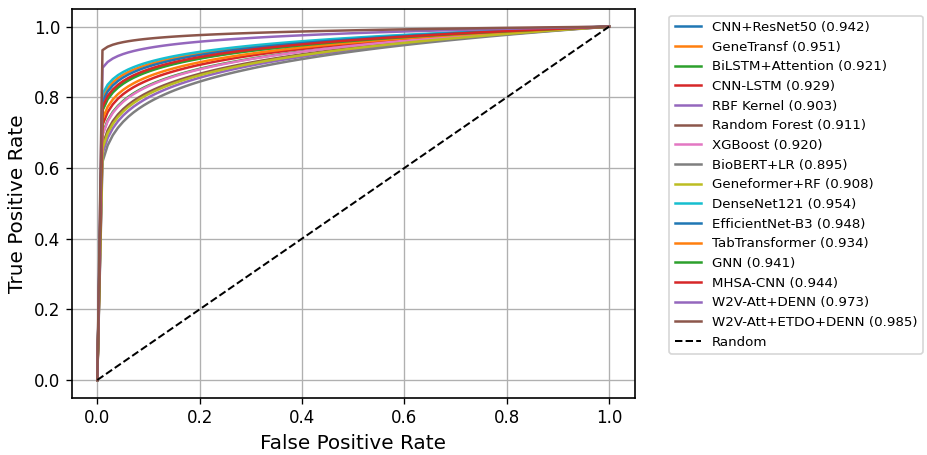 1.0
0.8
0.6
0.4
0.2
0.0
0.0 0.2 0.4 0.6 0.8 1.0
True Positive Rate
False Positive Rate
CNN+ResNet50 (0.942)
GeneTransf (0.951)
BiLSTM+Attention (0.921)
CNN-LSTM (0.929)
RBF Kernel (0.903)
Random Forest (0.911)
XGBoost (0.920)
BioBERT+LR (0.895)
Geneformer+RF (0.908)
DenseNet121 (0.954)
EfficientNet-B3 (0.948)
TabTransformer (0.934)
GNN (0.941)
MHSA-CNN (0.944)
W2V-Att+DENN (0.973)
W2V-Att+ETDO+DENN (0.985)
Random